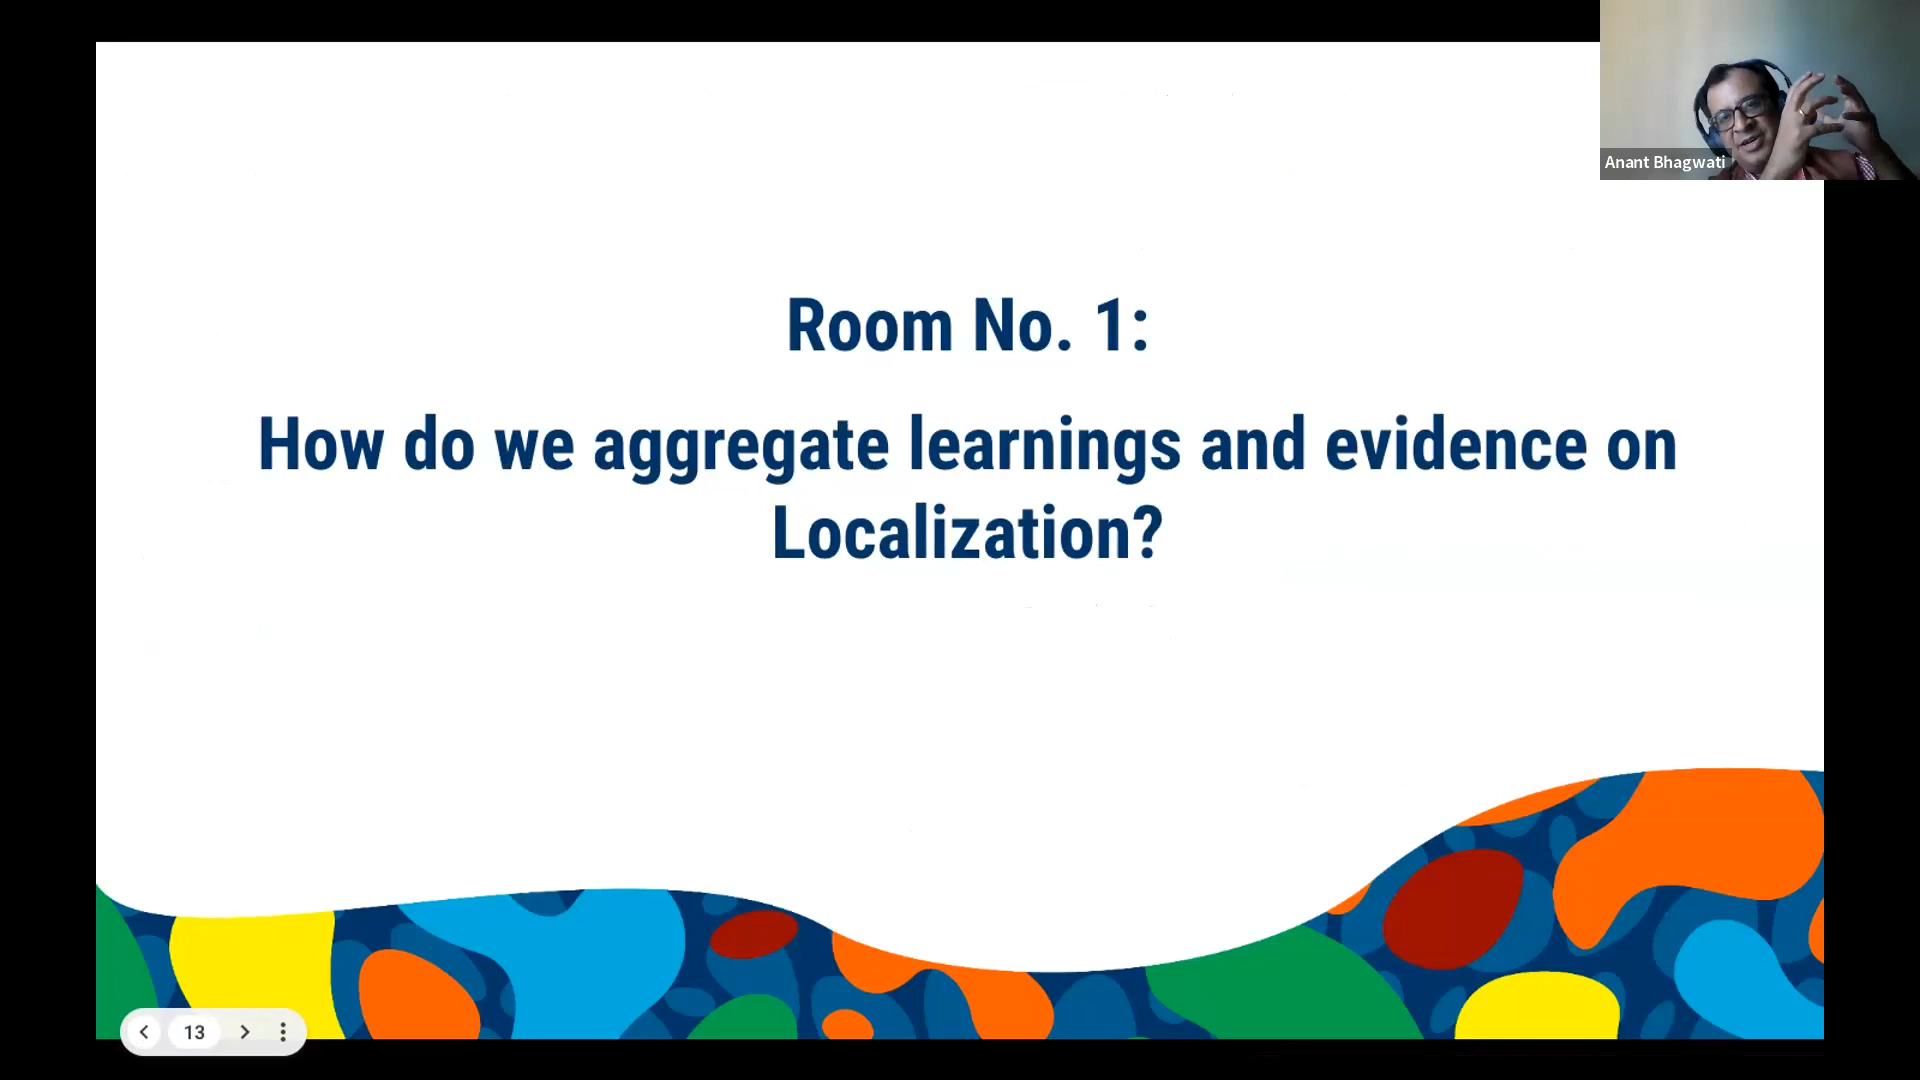 Anant Bhagwati
Room No. 1:
How do we aggregate learnings and evidence on
Localization?
13